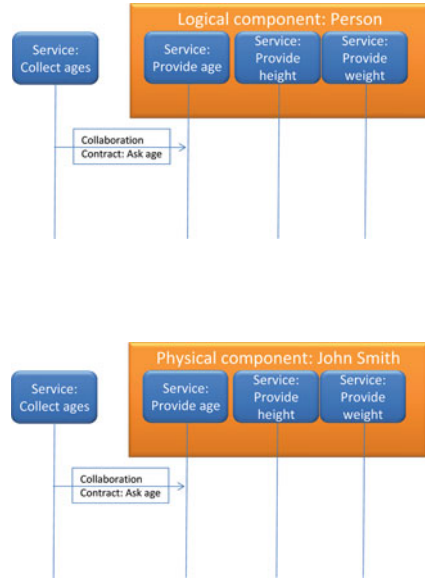 Logical component: Person
Service:
Collect ages
Service:
Provide age
Service:
Provide
height
Service:
Provide
weight
Collaboration
Contract: Ask age
Physical component: John Smith
Service:
Collect ages
Service:
Provide age
Service:
Provide
height
Service:
Provide
weight
Collaboration
Contract: Ask age